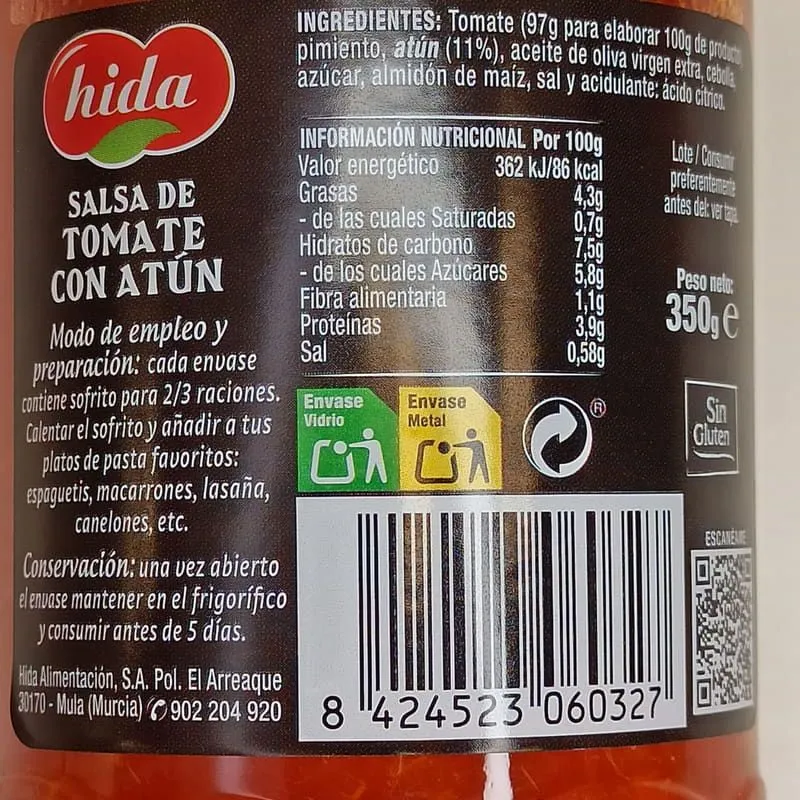 hida
SALSA DE
TOMATE
CON ATÚN
Modo de empleo y
preparación: cada envase
contiene sofrito para 2/3 raciones.
Calentar el sofrito y añadir a tus
platos de pasta favoritos:
espaguetis, macarrones, lasaña,
canelones, etc.
Conservación: una vez abierto
el envase mantener en el frigorífico
y consumir antes de 5 días.
Hida Alimentación, S.A. Pol. El Arreaque
30170 - Mula (Murcia) ✆ 902 204 920
INGREDIENTES: Tomate (97g para elaborar 100g de producto)
pimiento, atún (11%), aceite de oliva virgen extra, cebolla,
azúcar, almidón de maíz, sal y acidulante: ácido cítrico.
INFORMACIÓN NUTRICIONAL Por 100g
Valor energético 362 kJ/86 kcal
Grasas 4,3g
- de las cuales Saturadas 0,7g
Hidratos de carbono 7,5g
- de los cuales Azúcares 5,8g
Fibra alimentaria 1,1g
Proteínas 3,9g
Sal 0,58g
Envase
Vidrio
Envase
Metal
®
8 424523 060327
Lote / Consumir
preferentemente
antes del: ver tapa.
Peso neto:
350g e
Sin
Gluten
ESCANÉAME